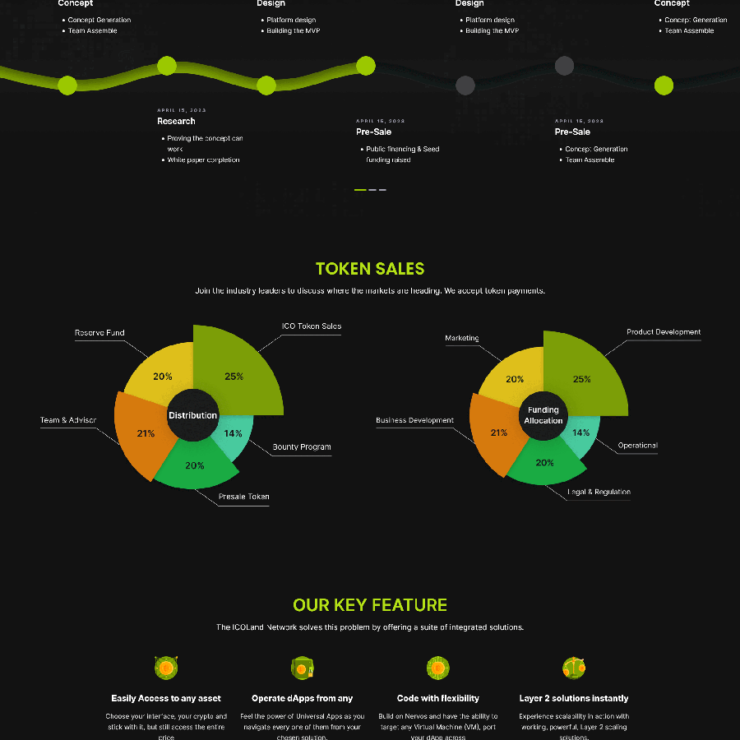 Concept
• Concept Generation
• Team Assemble
Design
• Platform design
• Building the MVP
Design
• Platform design
• Building the MVP
Concept
• Concept Generation
• Team Assemble
APRIL 15, 2023
Research
• Proving the concept can
work
• White paper completion
Pre-Sale
• Public financing & Seed
funding raised
Pre-Sale
• Concept Generation
• Team Assemble
TOKEN SALES
Join the industry leaders to discuss where the markets are heading. We accept token payments.
Reserve Fund
ICO Token Sales
20%
25%
Team & Advisor
Distribution
21%
14%
Bounty Program
20%
Presale Token
Marketing
Product Development
20%
25%
Business Development
Funding
Allocation
21%
14%
Operational
20%
Legal & Regulation
OUR KEY FEATURE
The ICOLand Network solves this problem by offering a suite of integrated solutions.
Easily Access to any asset
Choose your interface, your crypto and
stick with it, but still access the entire
price
Operate dApps from any
Feel the power of Universal Apps as you
navigate every one of them from your
chosen solution.
Code with flexibility
Build on Nervos and have the ability to
target any Virtual Machine (VM), port
your dApp across
Layer 2 solutions instantly
Experience scalability in action with
working, powerful, Layer 2 scaling
solutions.